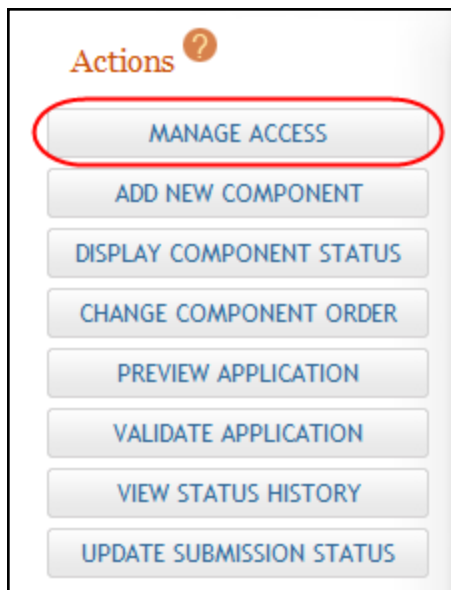 Actions ?
MANAGE ACCESS
ADD NEW COMPONENT
DISPLAY COMPONENT STATUS
CHANGE COMPONENT ORDER
PREVIEW APPLICATION
VALIDATE APPLICATION
VIEW STATUS HISTORY
UPDATE SUBMISSION STATUS